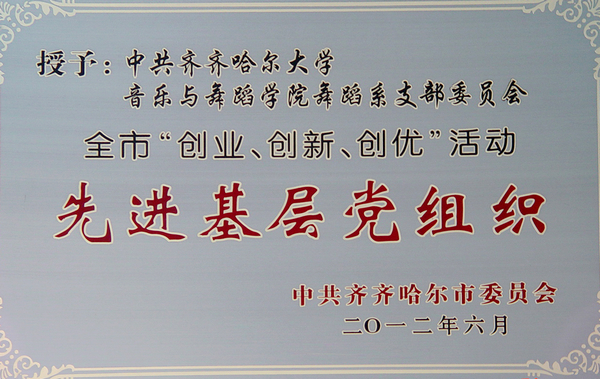 授予：中共齐齐哈尔大学
音乐与舞蹈学院舞蹈系支部委员会
全市“创业、创新、创优”活动
先进基层党组织
中共齐齐哈尔市委员会
二〇一二年六月